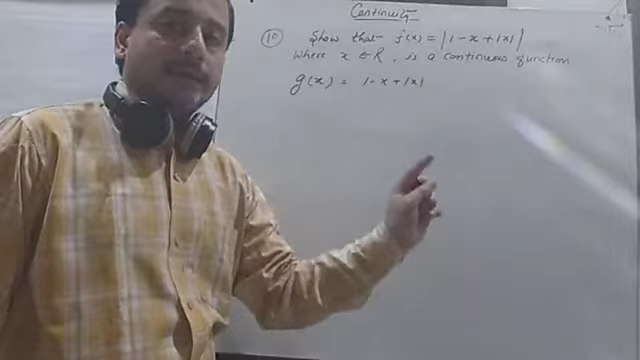 Continuity
(10) Show that f(x) = |1-x+|x||
where x ∈ R, is a continuous function
g(x) = 1-x+|x|